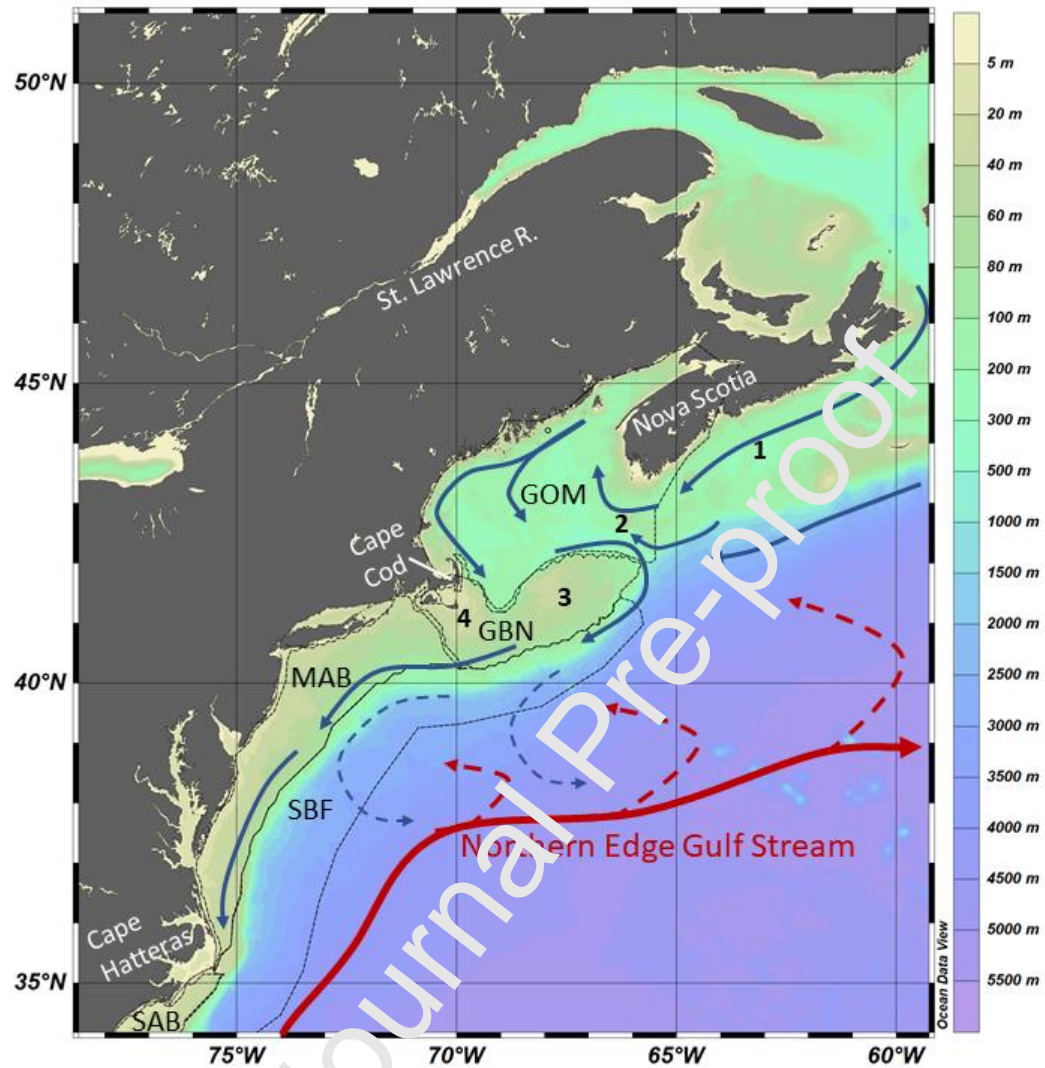 50°N
45°N
40°N
35°N
75°W
70°W
65°W
60°W
St. Lawrence R.
Nova Scotia
1
GOM
2
Cape
Cod
3
4
GBN
MAB
SBF
Northern Edge Gulf Stream
Cape
Hatteras
SAB
Journal Pre-proof
5 m
20 m
40 m
60 m
80 m
100 m
200 m
300 m
500 m
1000 m
1500 m
2000 m
2500 m
3000 m
3500 m
4000 m
4500 m
5000 m
5500 m
Ocean Data View